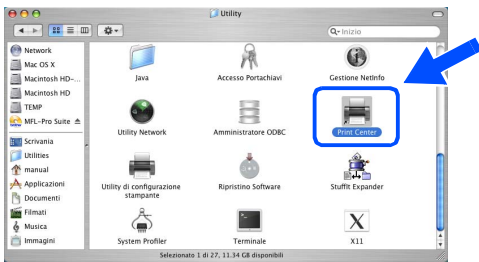 Utility
Q- Inizio
Network
Mac OS X
Macintosh HD-...
Macintosh HD
TEMP
MFL-Pro Suite
Scrivania
Utilities
manual
Applicazioni
Documenti
Filmati
Musica
Immagini
Java
Accesso Portachiavi
Gestione NetInfo
Utility Network
Amministratore ODBC
Print Center
Utility di configurazione
stampante
Ripristino Software
StuffIt Expander
System Profiler
Terminale
X11
Selezionato 1 di 27, 11.34 GB disponibili